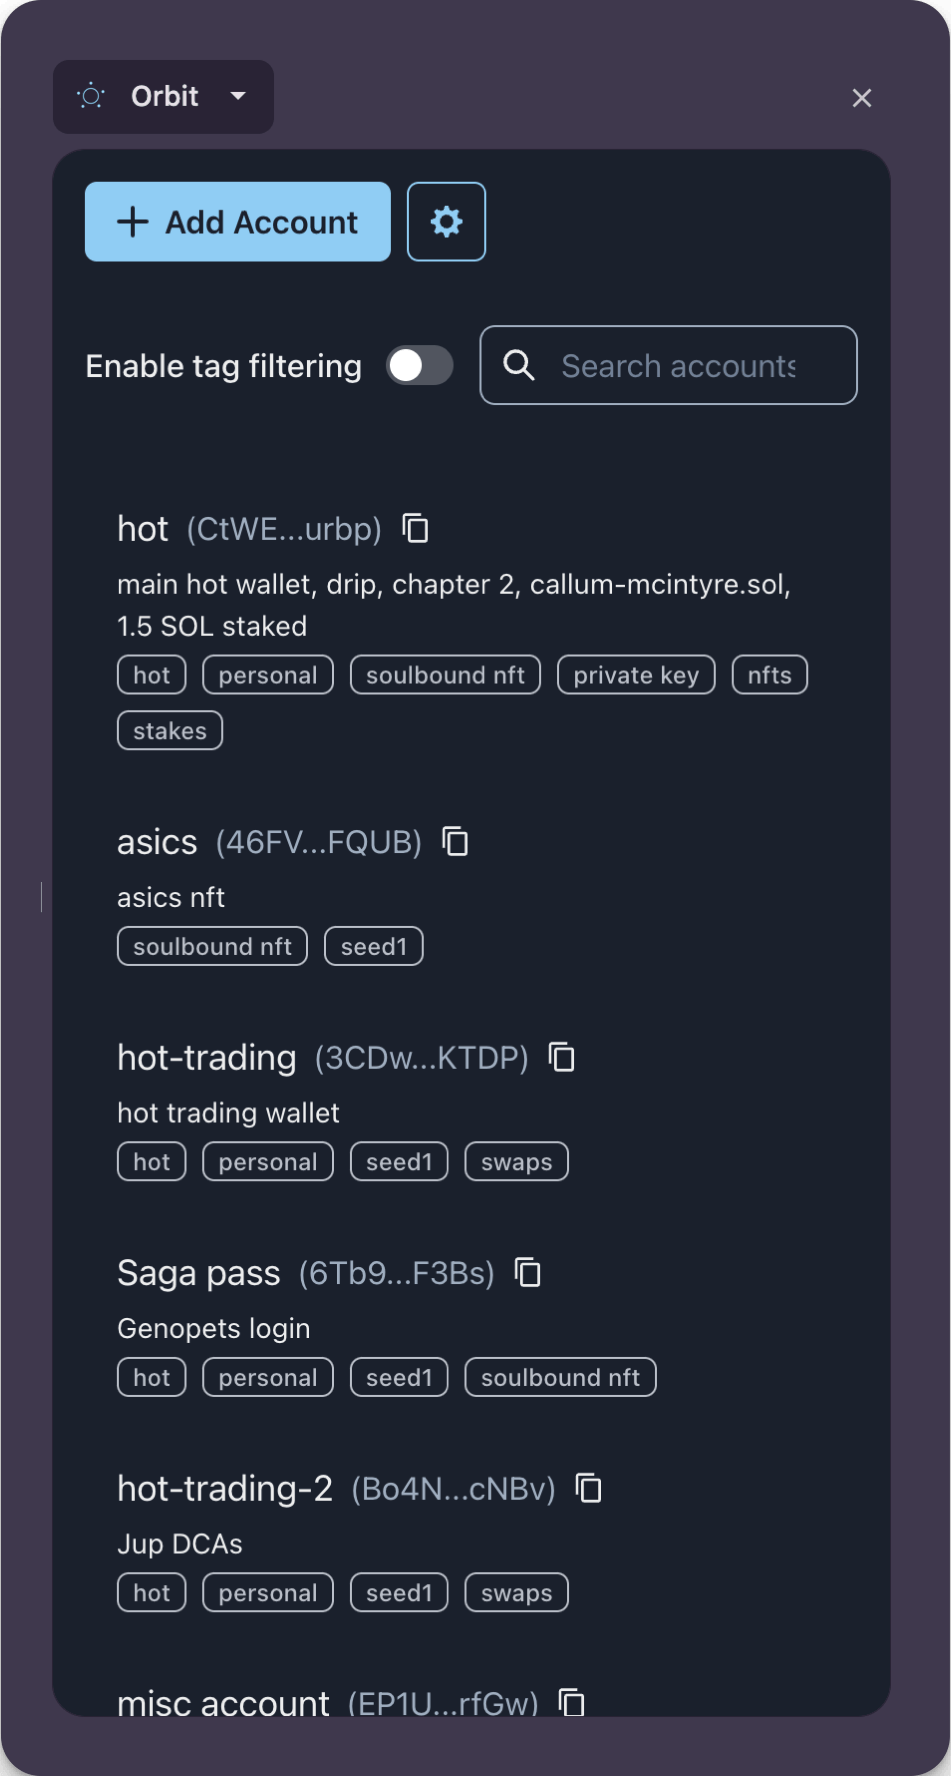 Orbit
Add Account
Enable tag filtering
Search accounts
hot (CtWE...urbp)
main hot wallet, drip, chapter 2, callum-mcintyre.sol,
1.5 SOL staked
hot personal soulbound nft private key nfts
stakes
asics (46FV...FQUB)
asics nft
soulbound nft seed1
hot-trading (3CDw...KTDP)
hot trading wallet
hot personal seed1 swaps
Saga pass (6Tb9...F3Bs)
Genopets login
hot personal seed1 soulbound nft
hot-trading-2 (Bo4N...cNBv)
Jup DCAs
hot personal seed1 swaps
misc account (EP1U...rfGw)